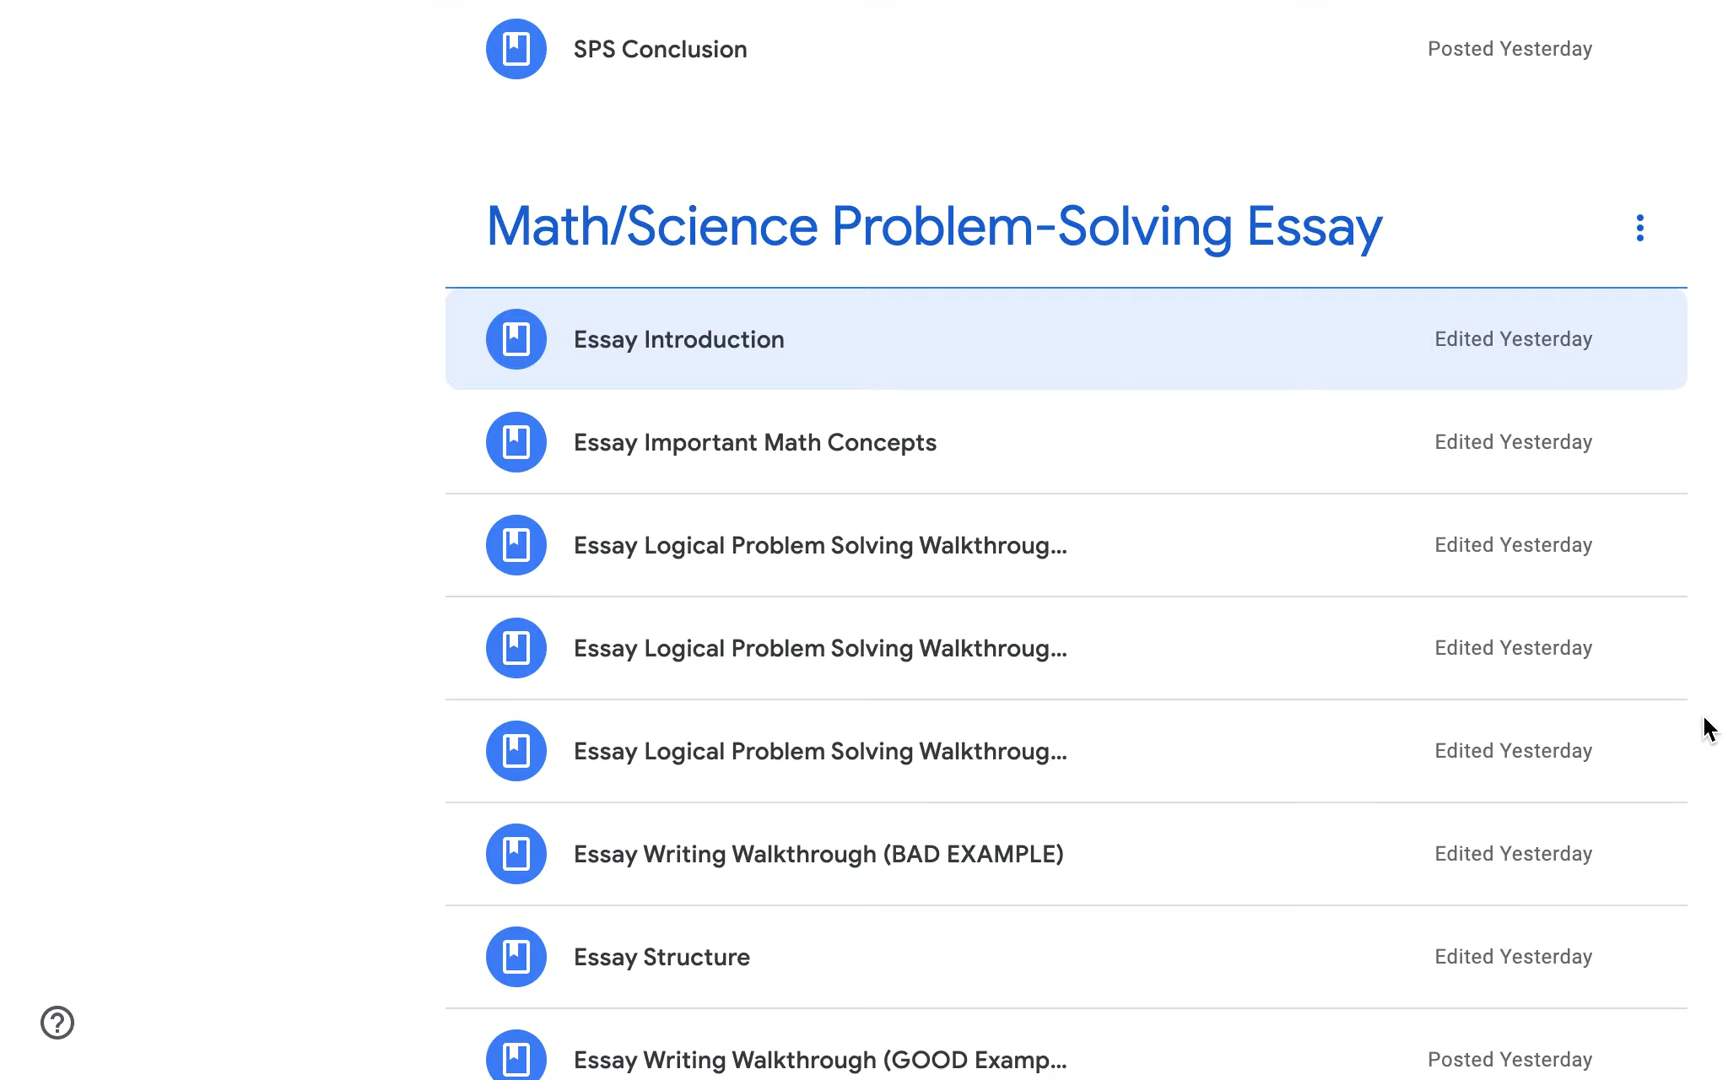 SPS Conclusion Posted Yesterday
Math/Science Problem-Solving Essay
Essay Introduction Edited Yesterday
Essay Important Math Concepts Edited Yesterday
Essay Logical Problem Solving Walkthroug... Edited Yesterday
Essay Logical Problem Solving Walkthroug... Edited Yesterday
Essay Logical Problem Solving Walkthroug... Edited Yesterday
Essay Writing Walkthrough (BAD EXAMPLE) Edited Yesterday
Essay Structure Edited Yesterday
Essay Writing Walkthrough (GOOD Examp... Posted Yesterday